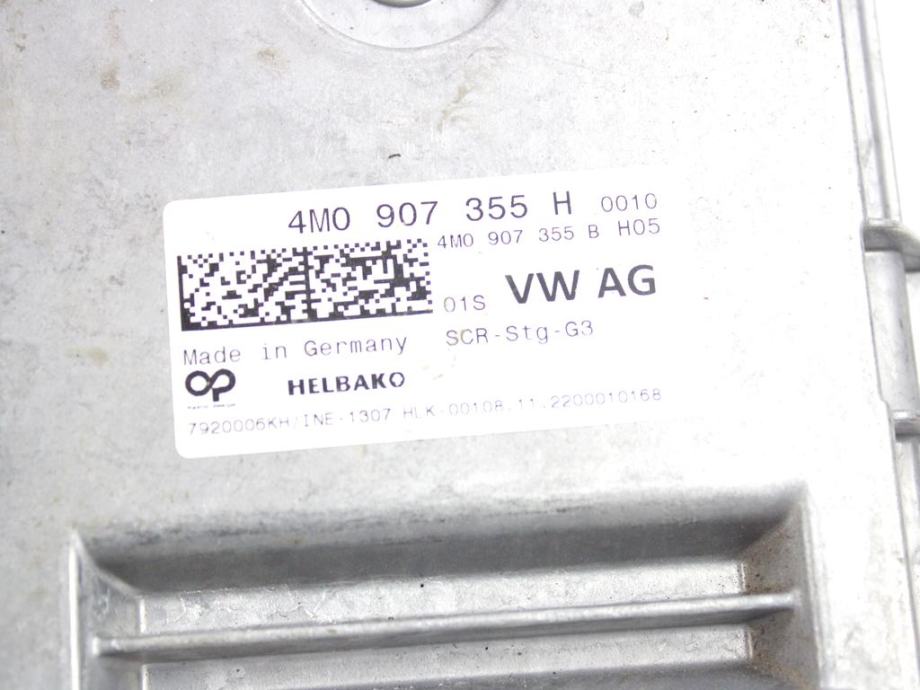 4M0 907 355 H 0010
4M0 907 355 B H05
01S VW AG
SCR-Stg-G3
Made in Germany
OP HELBAKO
7920006KH/INE-1307 HLK-00108.11.2200010168